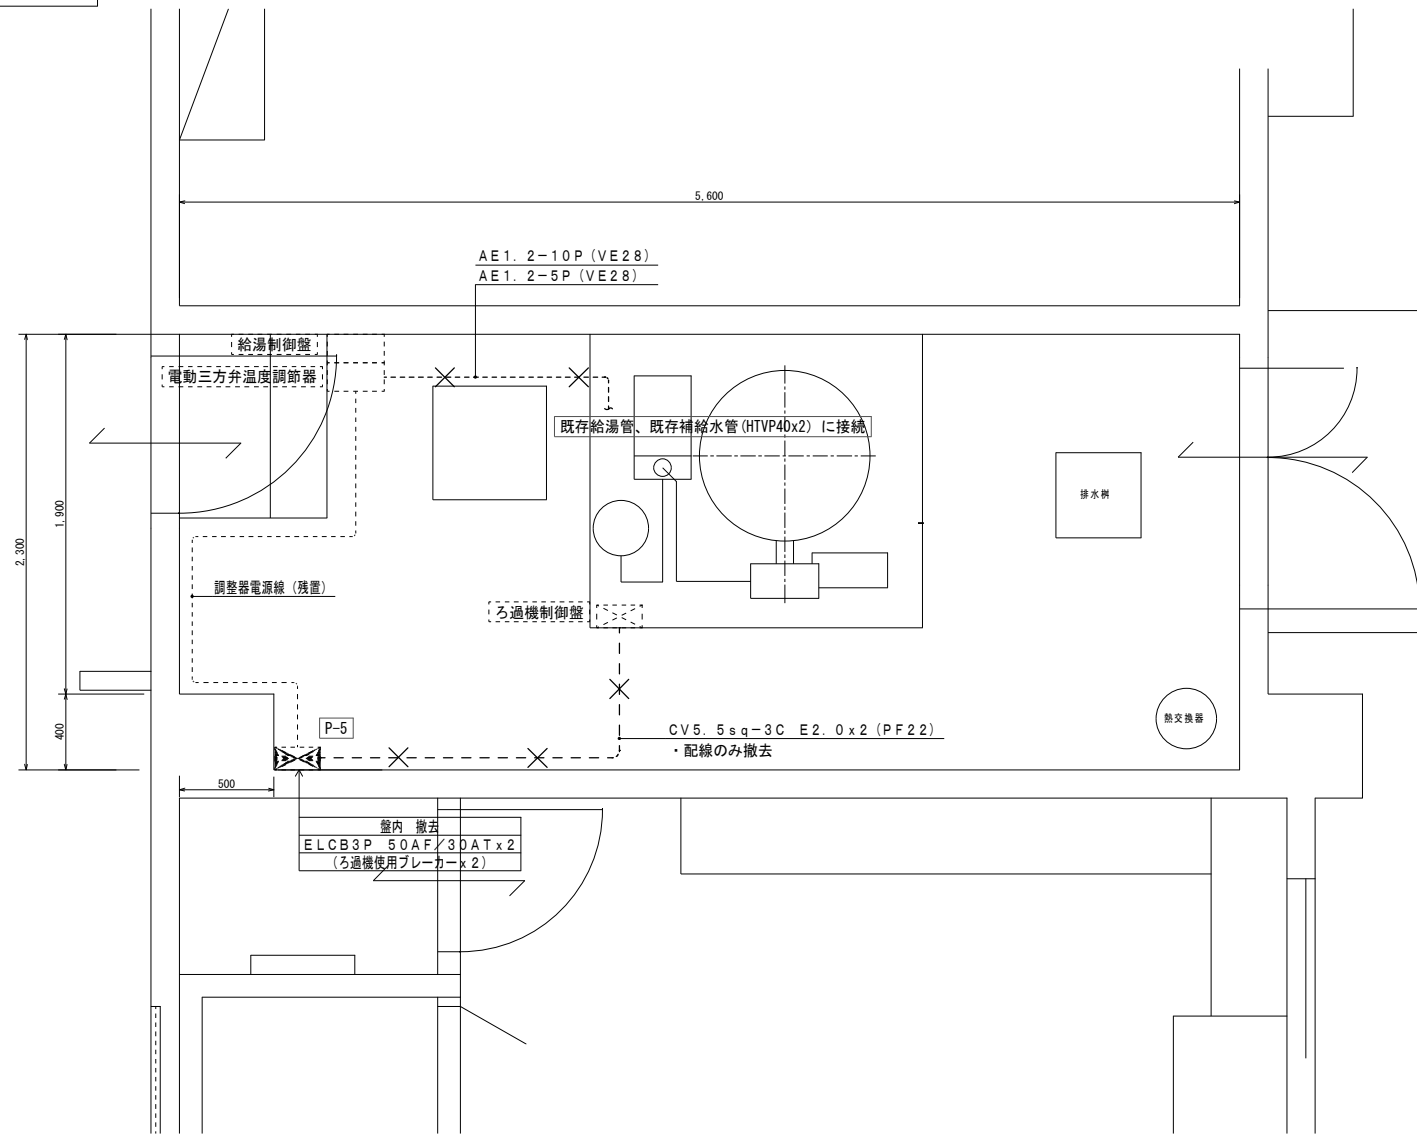 5,600
AE1.2-10P(VE28)
AE1.2-5P(VE28)
給湯制御盤
電動三方弁温度調節器
既存給湯管、既存補給水管(HTVP40x2)に接続
排水桝
1,900
2,300
調整器電源線(残置)
ろ過機制御盤
400
P-5
CV5.5sq-3C E2.0x2(PF22)
・配線のみ撤去
熱交換器
500
盤内 撤去
ELCB3P 50AF/30ATx2
(ろ過機使用ブレーカーx2)